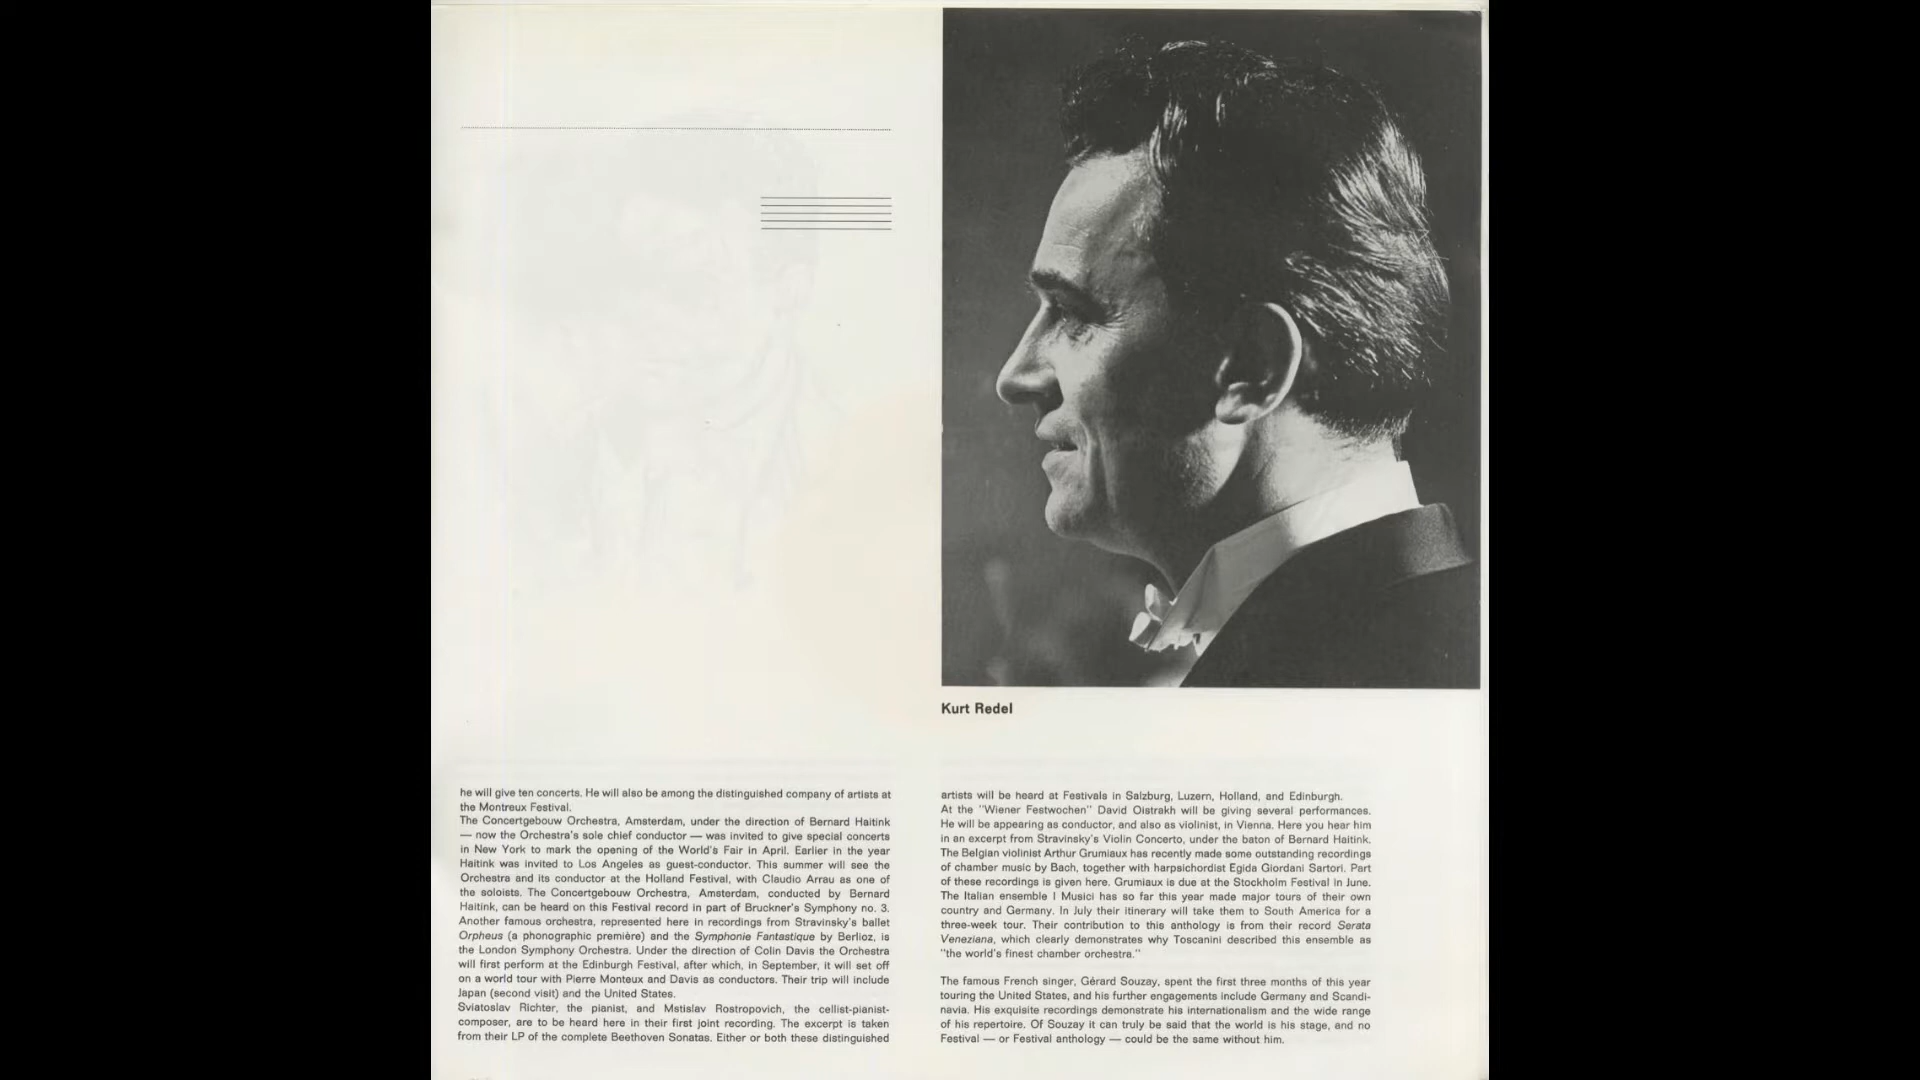 Kurt Redel
he will give ten concerts. He will also be among the distinguished company of artists at
the Montreux Festival.
The Concertgebouw Orchestra, Amsterdam, under the direction of Bernard Haitink
— now the Orchestra's sole chief conductor — was invited to give special concerts
in New York to mark the opening of the World's Fair in April. Earlier in the year
Haitink was invited to Los Angeles as guest-conductor. This summer will see the
Orchestra and its conductor at the Holland Festival, with Claudio Arrau as one of
the soloists. The Concertgebouw Orchestra, Amsterdam, conducted by Bernard
Haitink, can be heard on this Festival record in part of Bruckner's Symphony no. 3.
Another famous orchestra, represented here in recordings from Stravinsky's ballet
Orpheus (a phonographic première) and the Symphonie Fantastique by Berlioz, is
the London Symphony Orchestra. Under the direction of Colin Davis the Orchestra
will first perform at the Edinburgh Festival, after which, in September, it will set off
on a world tour with Pierre Monteux and Davis as conductors. Their trip will include
Japan (second visit) and the United States.
Sviatoslav Richter, the pianist, and Mstislav Rostropovich, the cellist-pianist-
composer, are to be heard here in their first joint recording. The excerpt is taken
from their LP of the complete Beethoven Sonatas. Either or both these distinguished
artists will be heard at Festivals in Salzburg, Luzern, Holland, and Edinburgh.
At the "Wiener Festwochen" David Oistrakh will be giving several performances.
He will be appearing as conductor, and also as violinist, in Vienna. Here you hear him
in an excerpt from Stravinsky's Violin Concerto, under the baton of Bernard Haitink.
The Belgian violinist Arthur Grumiaux has recently made some outstanding recordings
of chamber music by Bach, together with harpsichordist Egida Giordani Sartori. Part
of these recordings is given here. Grumiaux is due at the Stockholm Festival in June.
The Italian ensemble I Musici has so far this year made major tours of their own
country and Germany. In July their itinerary will take them to South America for a
three-week tour. Their contribution to this anthology is from their record Serata
Veneziana, which clearly demonstrates why Toscanini described this ensemble as
"the world's finest chamber orchestra."
The famous French singer, Gérard Souzay, spent the first three months of this year
touring the United States, and his further engagements include Germany and Scandi-
navia. His exquisite recordings demonstrate his internationalism and the wide range
of his repertoire. Of Souzay it can truly be said that the world is his stage, and no
Festival — or Festival anthology — could be the same without him.